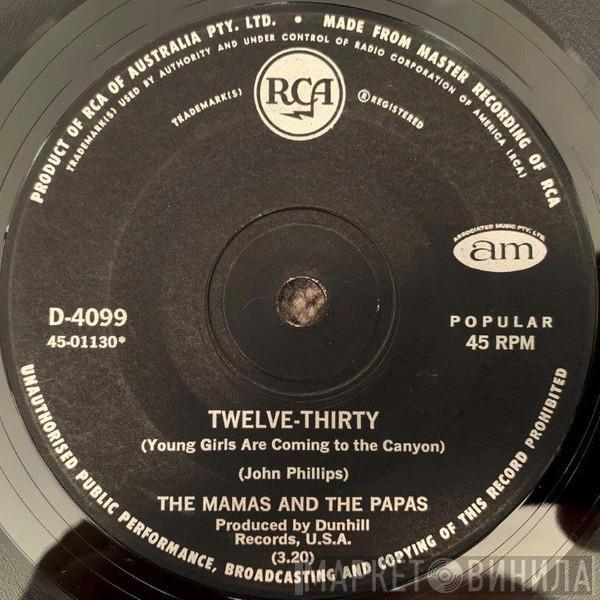 PRODUCT OF RCA OF AUSTRALIA PTY. LTD. • MADE FROM MASTER RECORDING OF RCA
TRADEMARK(S) USED BY AUTHORITY AND UNDER CONTROL OF RADIO CORPORATION OF AMERICA (RCA)
RCA
TRADEMARK(S)
® REGISTERED
ASSOCIATED MUSIC PTY. LTD.
am
D-4099
45-01130*
POPULAR
45 RPM
TWELVE-THIRTY
(Young Girls Are Coming to the Canyon)
(John Phillips)
THE MAMAS AND THE PAPAS
Produced by Dunhill
Records, U.S.A.
(3.20)
UNAUTHORISED PUBLIC PERFORMANCE, BROADCASTING AND COPYING OF THIS RECORD PROHIBITED
МАРКЕТ ВИНИЛА